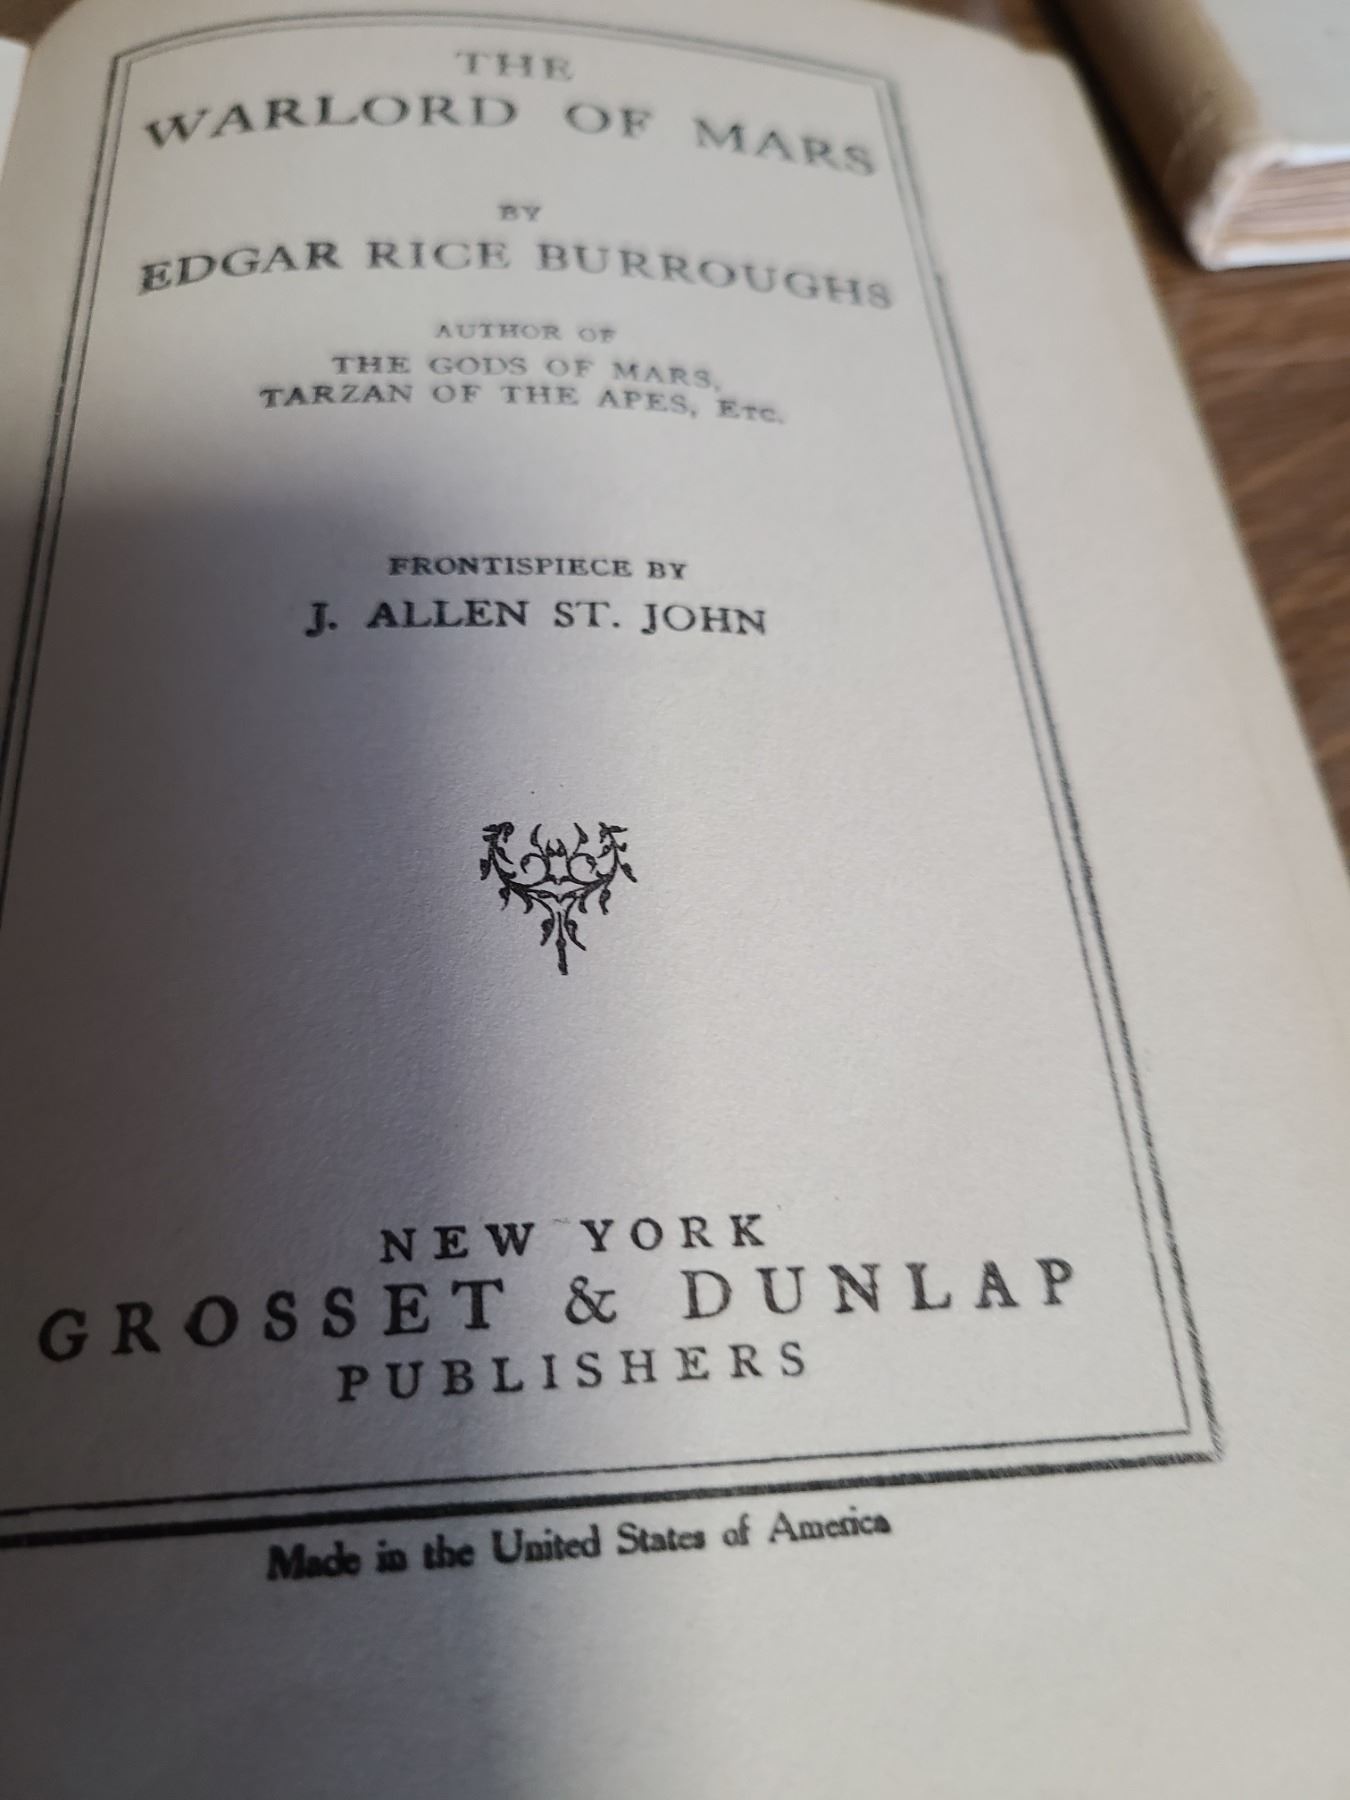 THE
WARLORD OF MARS
BY
EDGAR RICE BURROUGHS
AUTHOR OF
THE GODS OF MARS,
TARZAN OF THE APES, ETC.
FRONTISPIECE BY
J. ALLEN ST. JOHN
NEW YORK
GROSSET & DUNLAP
PUBLISHERS
Made in the United States of America